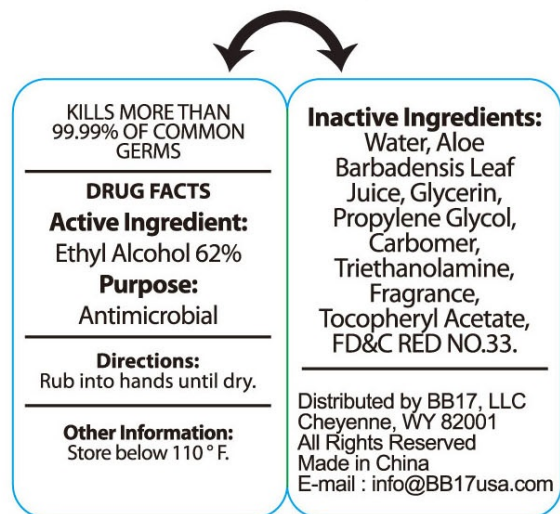 KILLS MORE THAN
99.99% OF COMMON
GERMS
DRUG FACTS
Active Ingredient:
Ethyl Alcohol 62%
Purpose:
Antimicrobial
Directions:
Rub into hands until dry.
Other Information:
Store below 110 ° F.
Inactive Ingredients:
Water, Aloe
Barbadensis Leaf
Juice, Glycerin,
Propylene Glycol,
Carbomer,
Triethanolamine,
Fragrance,
Tocopheryl Acetate,
FD&C RED NO.33.
Distributed by BB17, LLC
Cheyenne, WY 82001
All Rights Reserved
Made in China
E-mail : info@BB17usa.com